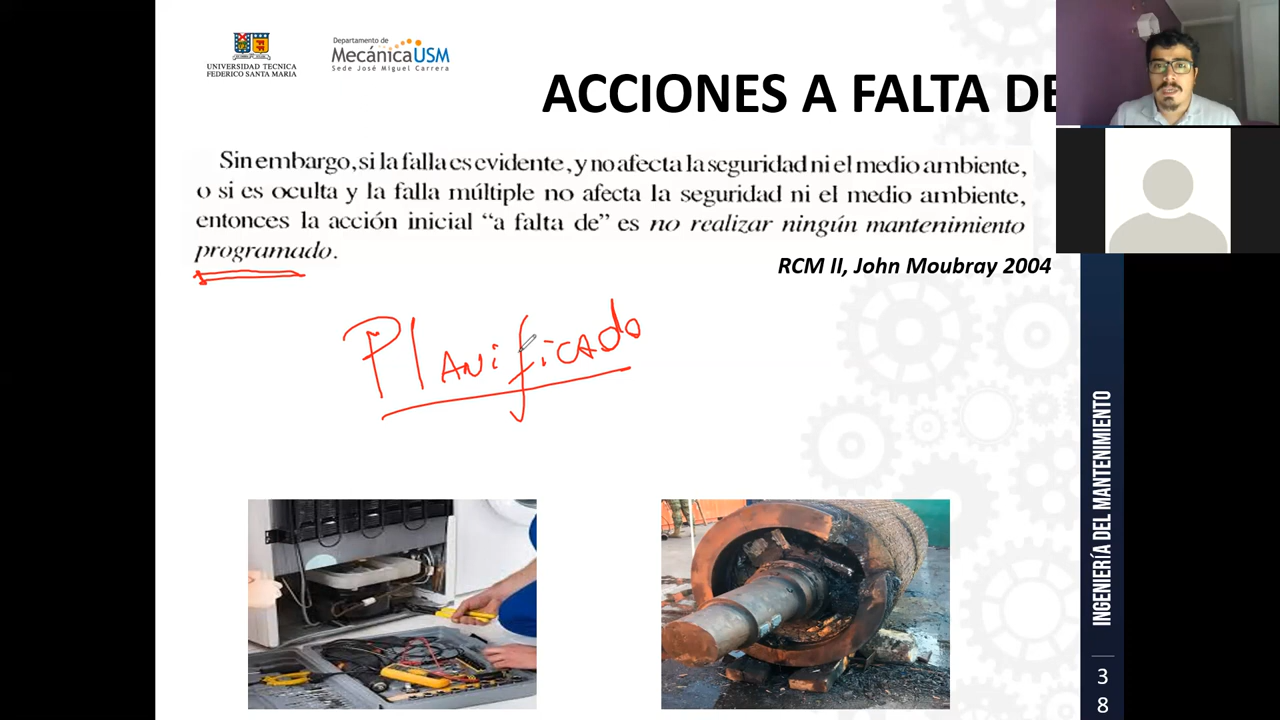 UNIVERSIDAD TECNICA
FEDERICO SANTA MARIA
Departamento de
MecánicaUSM
Sede José Miguel Carrera
ACCIONES A FALTA DE
Sin embargo, si la falla es evidente, y no afecta la seguridad ni el medio ambiente,
o si es oculta y la falla múltiple no afecta la seguridad ni el medio ambiente,
entonces la acción inicial “a falta de” es no realizar ningún mantenimiento
programado.
RCM II, John Moubray 2004
Planificado
INGENIERÍA DEL MANTENIMIENTO
3
8